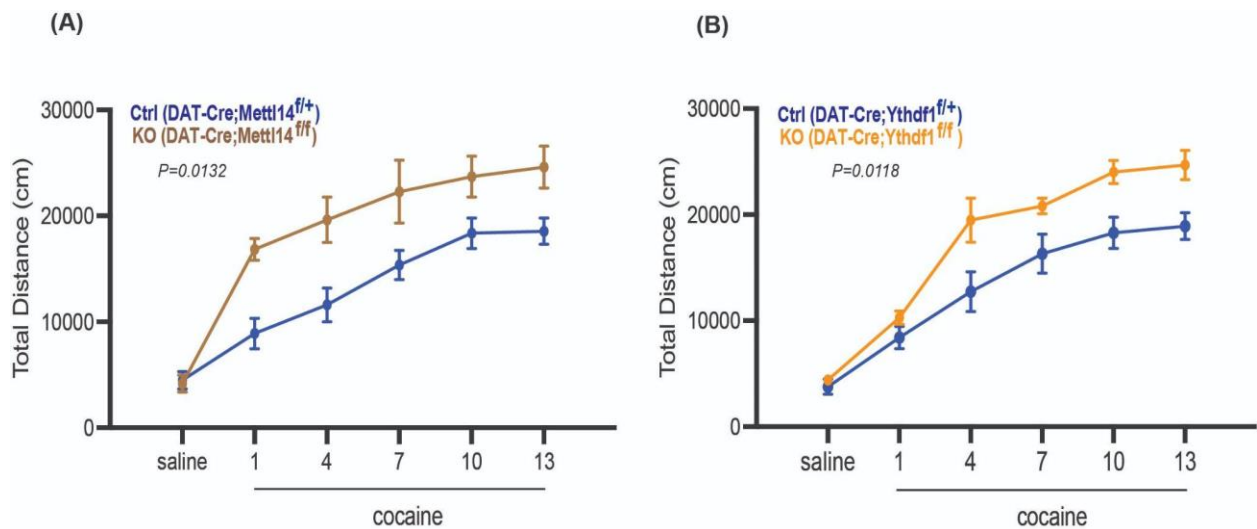 (A)
Ctrl (DAT-Cre;Mettl14f/+)
KO (DAT-Cre;Mettl14f/f)
P=0.0132
Total Distance (cm)
30000
20000
10000
0
saline 1 4 7 10 13
cocaine
(B)
Ctrl (DAT-Cre;Ythdf1f/+)
KO (DAT-Cre;Ythdf1f/f)
P=0.0118
Total Distance (cm)
30000
20000
10000
0
saline 1 4 7 10 13
cocaine